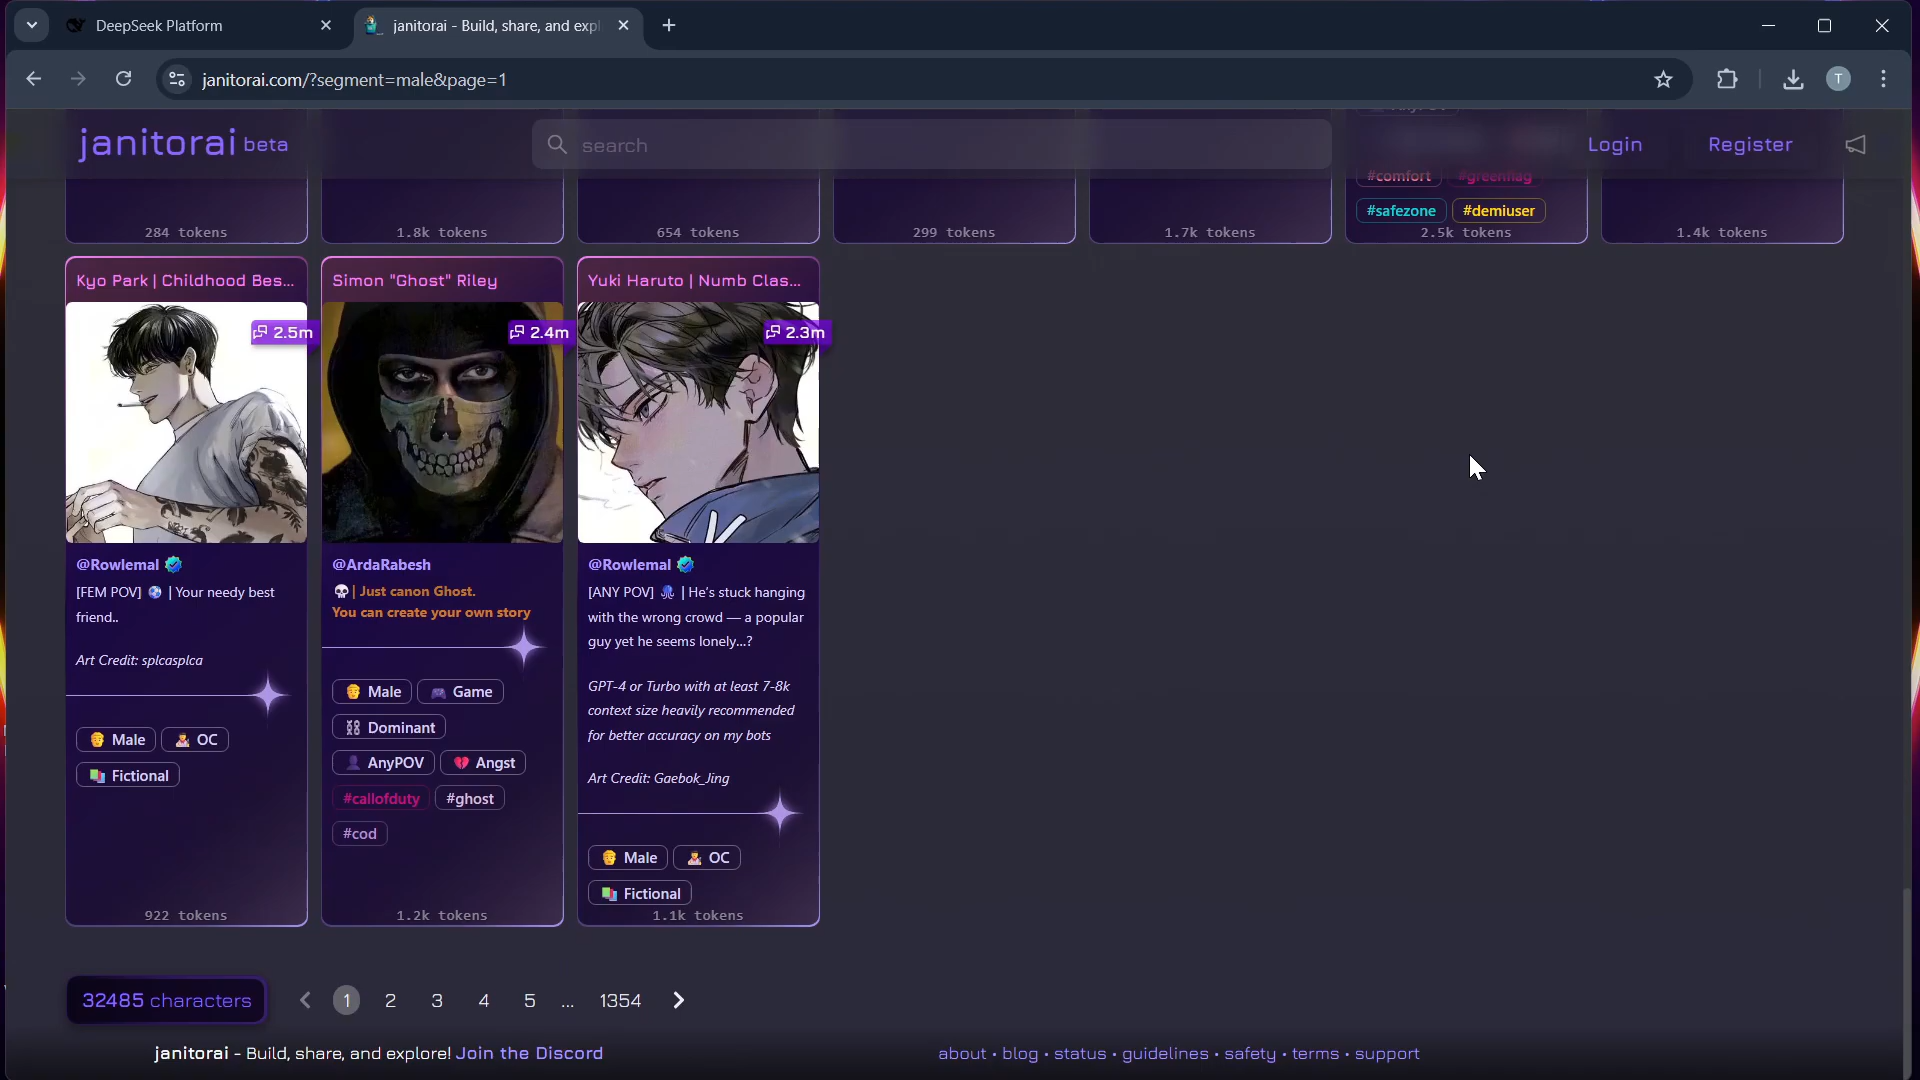 DeepSeek Platform
janitorai - Build, share, and expl
janitorai.com/?segment=male&page=1
T
janitorai beta
search
Login
Register
#comfort
#greenflag
#safezone
#demiuser
284 tokens
1.8k tokens
654 tokens
299 tokens
1.7k tokens
2.5k tokens
1.4k tokens
Kyo Park | Childhood Bes...
2.5m
@Rowlemal
[FEM POV] 🌎 | Your needy best
friend..
Art Credit: splcasplca
👨 Male
👩‍🎨 OC
📚 Fictional
922 tokens
Simon "Ghost" Riley
2.4m
@ArdaRabesh
💀| Just canon Ghost.
You can create your own story
👨 Male
🎮 Game
⛓️ Dominant
👤 AnyPOV
💔 Angst
#callofduty
#ghost
#cod
1.2k tokens
Yuki Haruto | Numb Clas...
2.3m
@Rowlemal
[ANY POV] 🐙 | He's stuck hanging
with the wrong crowd — a popular
guy yet he seems lonely...?
GPT-4 or Turbo with at least 7-8k
context size heavily recommended
for better accuracy on my bots
Art Credit: Gaebok_Jing
👨 Male
👩‍🎨 OC
📚 Fictional
1.1k tokens
32485 characters
1 2 3 4 5 ... 1354
janitorai - Build, share, and explore! Join the Discord
about • blog • status • guidelines • safety • terms • support